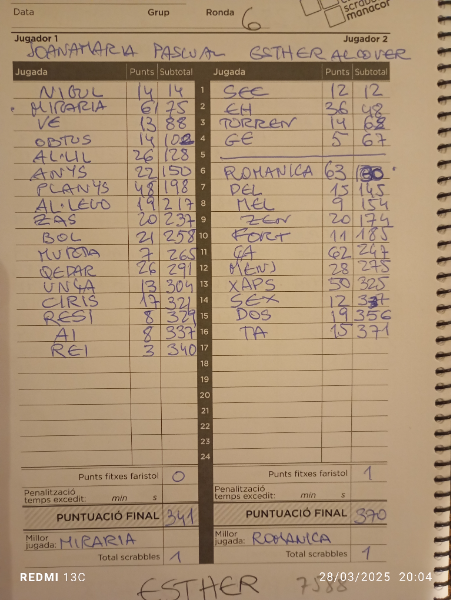 Data Grup Ronda 6
scrabble manacor
Jugador 1 Jugador 2
JOANAMARIA PASCUAL ESTHER ALCOVER
Jugada Punts Subtotal Jugada Punts Subtotal
NIGUL 14 14 1 SEC 12 12
MIRARIA 61 75 2 EH 36 48
VE 13 88 3 TORREN 14 62
OBTUS 14 102 4 GE 5 67
AL·LIL 26 128 5
ANYS 22 150 6 ROMANICA 63
PLANYS 48 198 7 DEL 15 145
AL·LEGO 19 217 8 MEL 9 154
ZAS 20 237 9 ZEN 20 174
BOL 21 258 10 FORT 11 185
MURTRA 7 265 11 ÇA 62 247
QEPAR 26 291 12 MENJ 28 275
UNÇA 13 304 13 XAPS 50 325
CIRIS 17 321 14 SEX 12 337
RESI 8 329 15 DOS 19 356
AI 8 337 16 TA 15 371
REI 3 340 17
18
19
20
21
22
23
24
Punts fitxes faristol 0 Punts fitxes faristol 1
Penalització temps excedit: min s Penalització temps excedit: min s
PUNTUACIÓ FINAL 341 PUNTUACIÓ FINAL 370
Millor jugada: MIRARIA Millor jugada: ROMANICA
Total scrabbles 1 Total scrabbles 1
REDMI 13C 28/03/2025 20:04
ESTHER